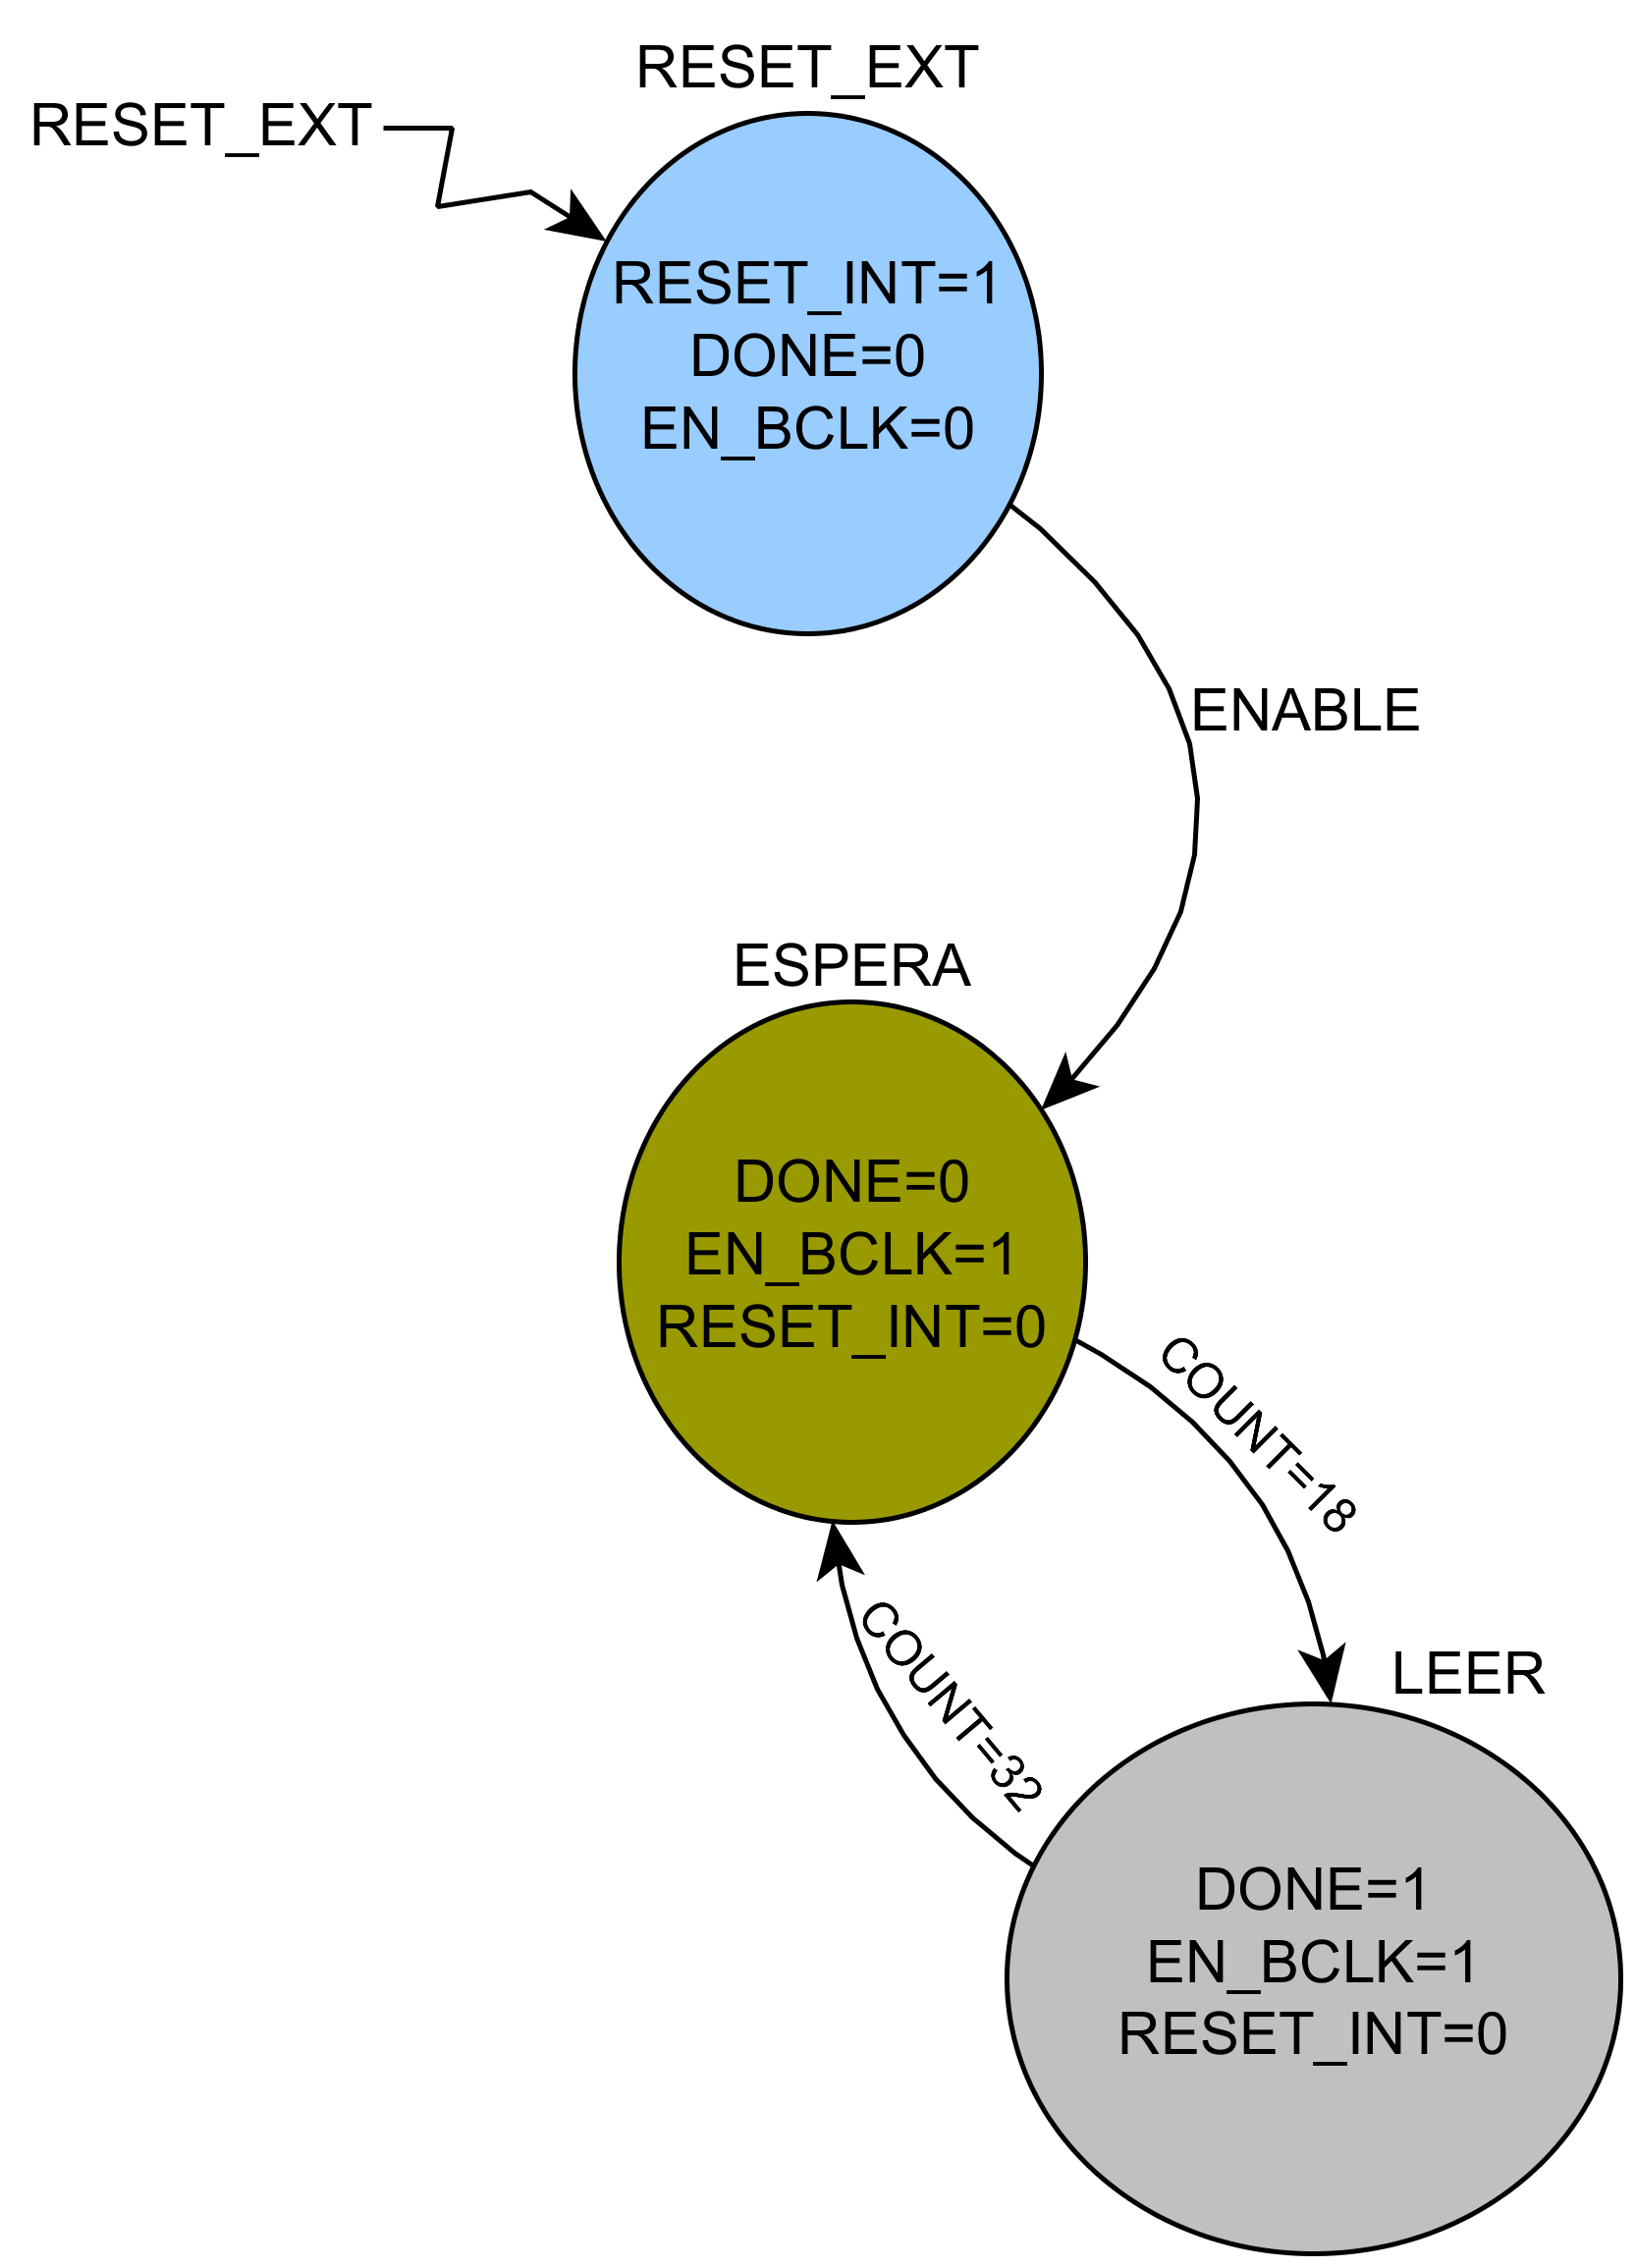 RESET_EXT
RESET_EXT
RESET_INT=1
DONE=0
EN_BCLK=0
ENABLE
ESPERA
DONE=0
EN_BCLK=1
RESET_INT=0
COUNT=18
COUNT=32
LEER
DONE=1
EN_BCLK=1
RESET_INT=0